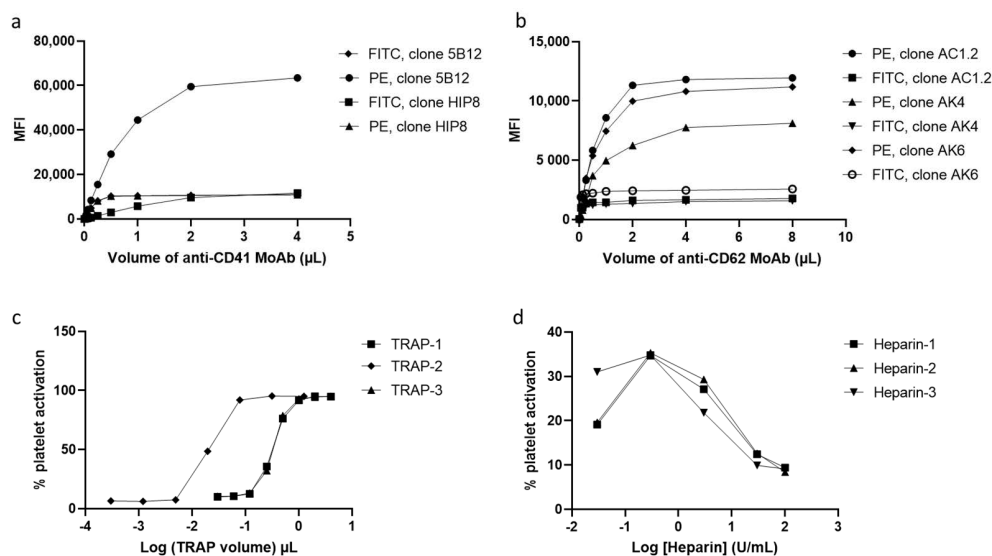 a
80,000
60,000
40,000
20,000
0
MFI
0 1 2 3 4 5
Volume of anti-CD41 MoAb (µL)
FITC, clone 5B12
PE, clone 5B12
FITC, clone HIP8
PE, clone HIP8
b
15,000
10,000
5 000
0
MFI
0 2 4 6 8 10
Volume of anti-CD62 MoAb (µL)
PE, clone AC1.2
FITC, clone AC1.2
PE, clone AK4
FITC, clone AK4
PE, clone AK6
FITC, clone AK6
c
150
100
50
0
% platelet activation
-4 -3 -2 -1 0 1
Log (TRAP volume) µL
TRAP-1
TRAP-2
TRAP-3
d
40
30
20
10
0
% platelet activation
-2 -1 0 1 2 3
Log [Heparin] (U/mL)
Heparin-1
Heparin-2
Heparin-3